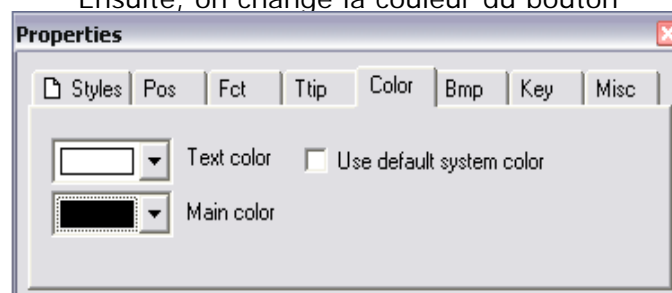 Ensuite, on change la couleur du bouton
Properties
Styles Pos Fct Ttip Color Bmp Key Misc
Text color Use default system color
Main color